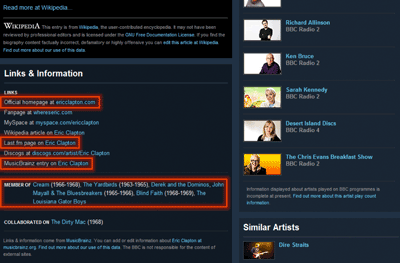 Read more at Wikipedia...
WIKIPEDIA This entry is from Wikipedia, the user-contributed encyclopedia. It may not have been
reviewed by professional editors and is licensed under the GNU Free Documentation License. If you find the
biography content factually incorrect, defamatory or highly offensive you can edit this article at Wikipedia.
Find out more about our use of this data.
Links & Information
LINKS
Official homepage at ericclapton.com
Fanpage at whereseric.com
MySpace at myspace.com/ericclapton
Wikipedia article on Eric Clapton
Last.fm page on Eric Clapton
Discogs at discogs.com/artist/Eric Clapton
MusicBrainz entry on Eric Clapton
MEMBER OF Cream (1966-1968), The Yardbirds (1963-1965), Derek and the Dominos, John
Mayall & The Bluesbreakers (1965-1966), Blind Faith (1968-1969), The
Louisiana Gator Boys
COLLABORATED ON The Dirty Mac (1968)
Links & Information come from MusicBrainz. You can add or edit information about Eric Clapton at
musicbrainz.org. Find out more about our use of this data. The BBC is not responsible for the content of
external sites.
Richard Allinson
BBC Radio 2
Ken Bruce
BBC Radio 2
Sarah Kennedy
BBC Radio 2
Desert Island Discs
BBC Radio 4
The Chris Evans Breakfast Show
BBC Radio 2
Information displayed about artists played on BBC programmes is
incomplete at present. Find out more about this artist play count
information.
Similar Artists
Dire Straits